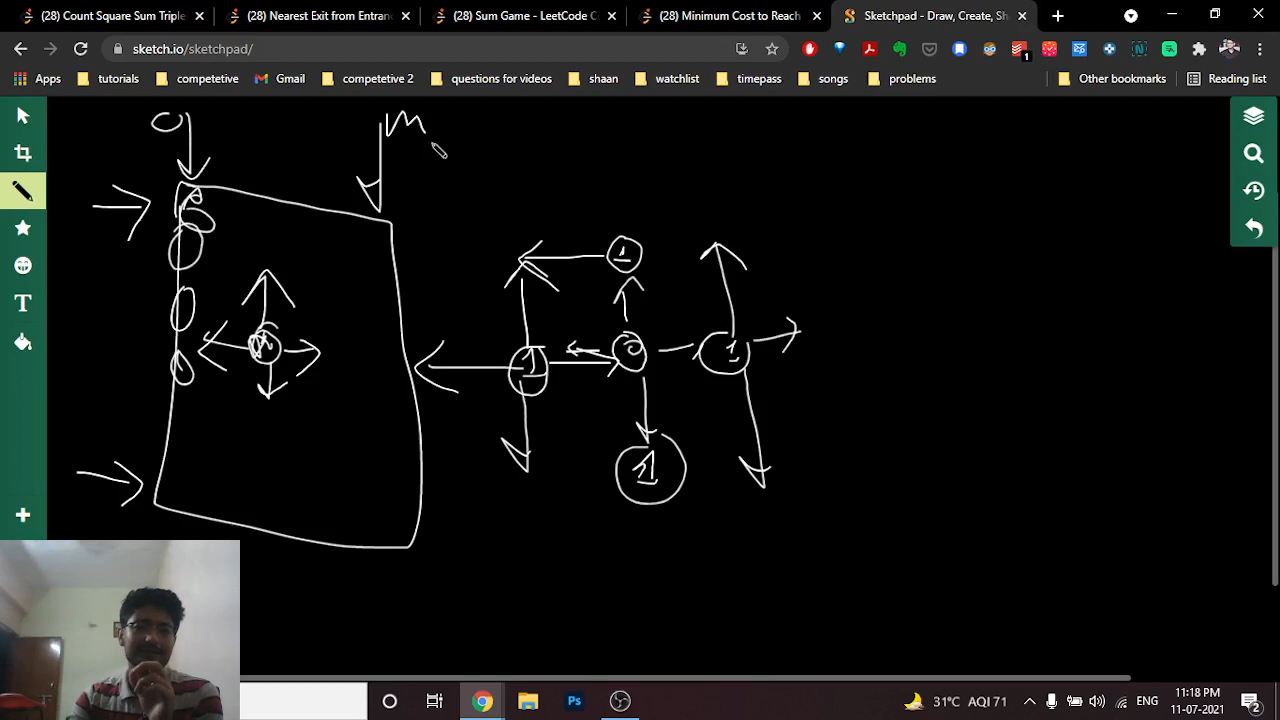 (28) Count Square Sum Triple
(28) Nearest Exit from Entran
(28) Sum Game - LeetCode C
(28) Minimum Cost to Reach
Sketchpad - Draw, Create, Sh
sketch.io/sketchpad/
1
Apps
tutorials
competetive
Gmail
competetive 2
questions for videos
shaan
watchlist
timepass
songs
problems
Other bookmarks
Reading list
0
m
1
1
0
1
1
T
Ps
31°C AQI 71
ENG
11:18 PM
11-07-2021
2